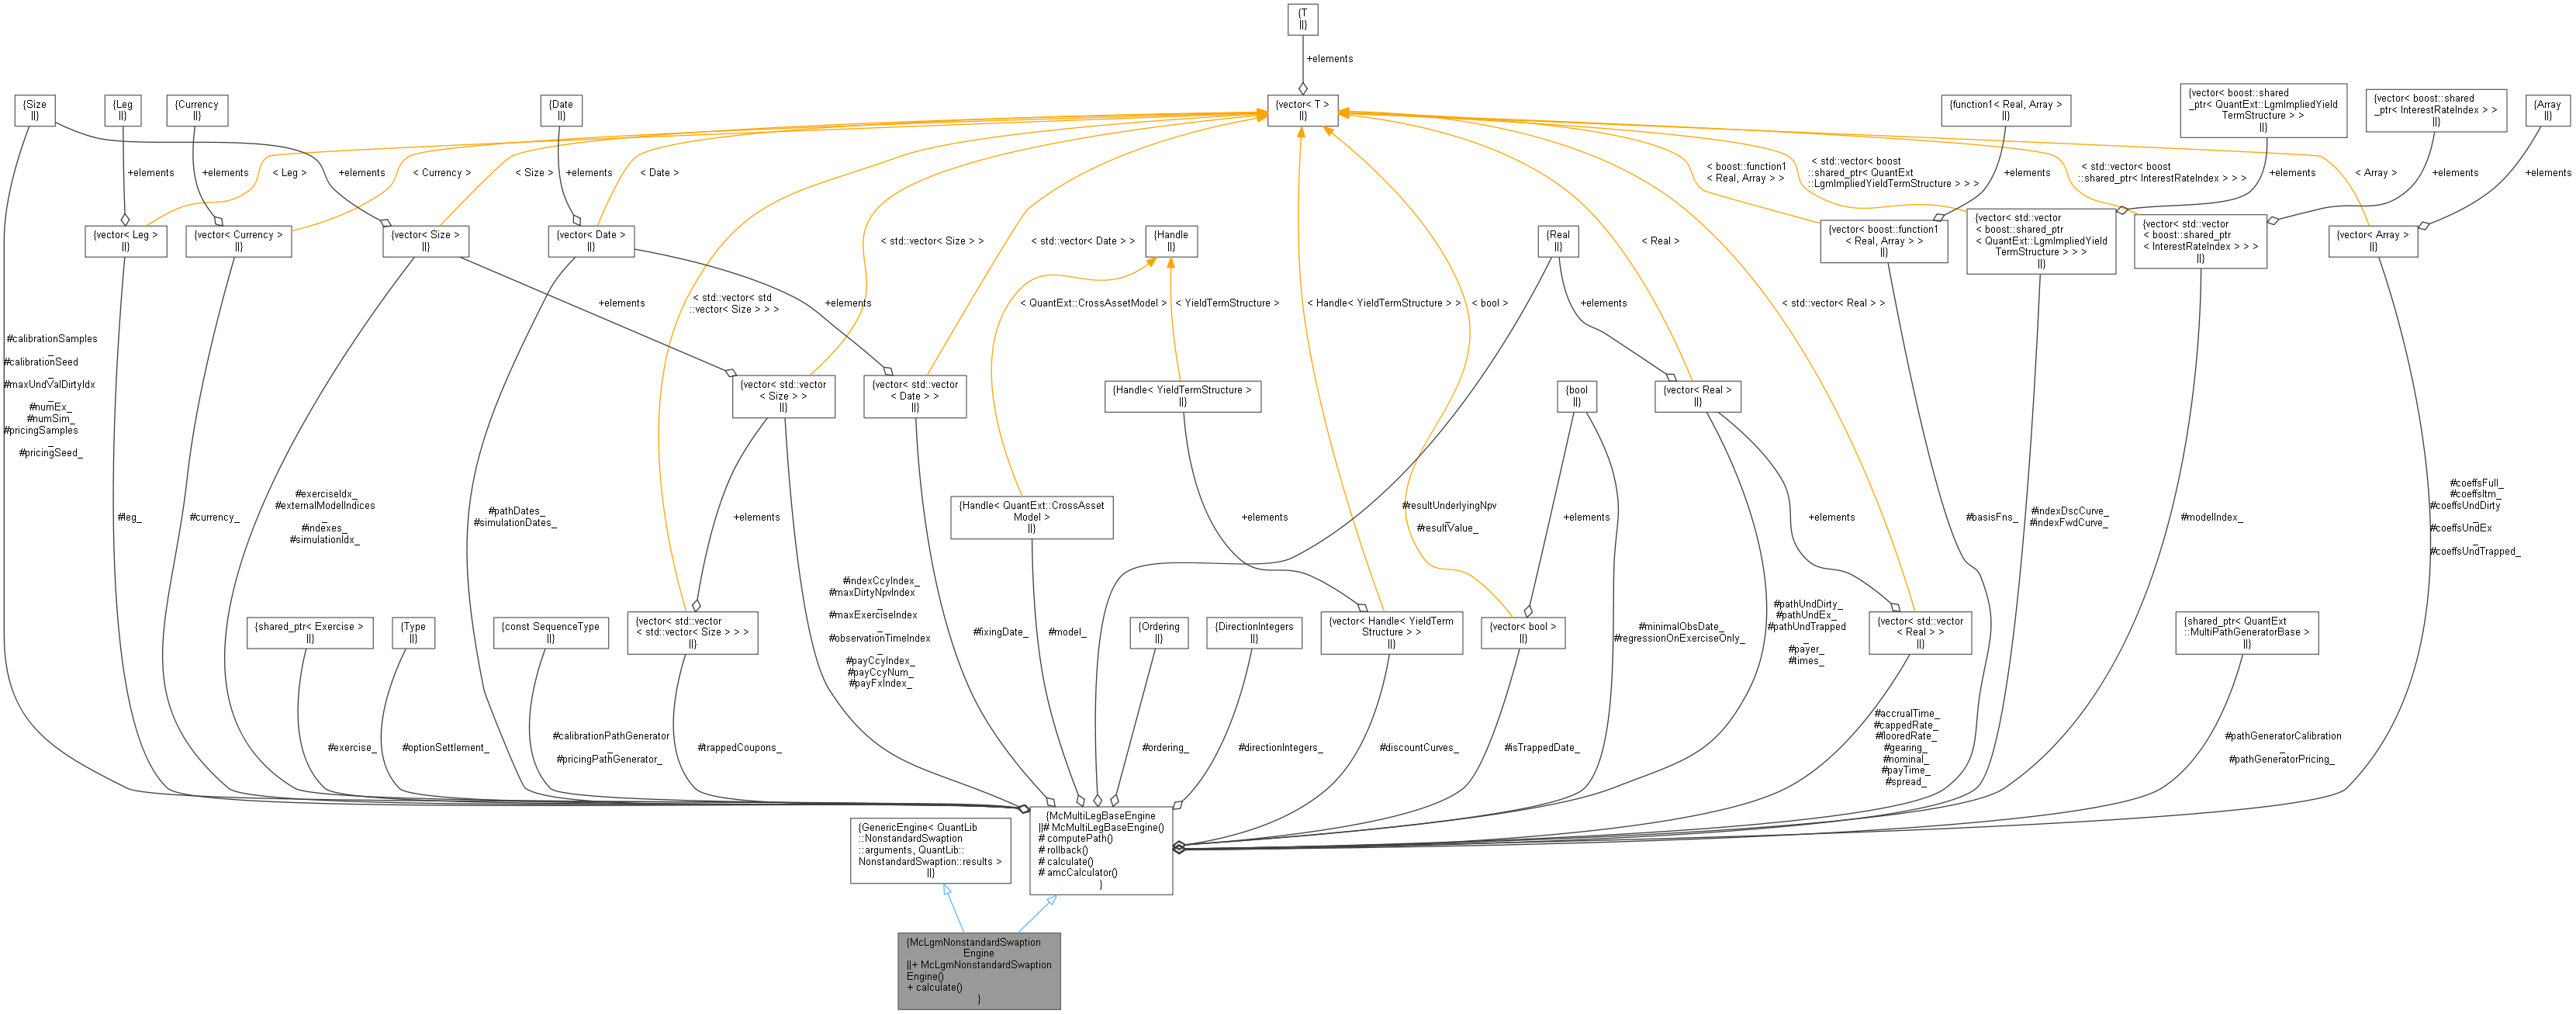 {T
||}
+elements
{Size
||}
{Leg
||}
{Currency
||}
{Date
||}
{vector< T >
||}
{function1< Real, Array >
||}
{vector< boost::shared
_ptr< QuantExt::LgmImpliedYield
TermStructure > >
||}
{vector< boost::shared
_ptr< InterestRateIndex > >
||}
{Array
||}
+elements
+elements
+elements
+elements
+elements
+elements
+elements
+elements
< Leg >
< Currency >
< Size >
< Date >
< boost::function1
< Real, Array > >
< std::vector< boost
::shared_ptr< QuantExt
::LgmImpliedYieldTermStructure > > >
< std::vector< boost
::shared_ptr< InterestRateIndex > > >
< Array >
{vector< Leg >
||}
{vector< Currency >
||}
{vector< Size >
||}
{vector< Date >
||}
< std::vector< Size > >
< std::vector< Date > >
{Handle
||}
{Real
||}
< Real >
{vector< boost::function1
< Real, Array > >
||}
{vector< std::vector
< boost::shared_ptr
< QuantExt::LgmImpliedYield
TermStructure > > >
||}
{vector< std::vector
< boost::shared_ptr
< InterestRateIndex > > >
||}
{vector< Array >
||}
+elements
< std::vector< std
::vector< Size > > >
+elements
< QuantExt::CrossAssetModel >
< YieldTermStructure >
< Handle< YieldTermStructure > >
< bool >
+elements
< std::vector< Real > >
#calibrationSamples
_
#calibrationSeed
_
#maxUndValDirtyIdx
_
#numEx_
#numSim_
#pricingSamples
_
#pricingSeed_
{vector< std::vector
< Size > >
||}
{vector< std::vector
< Date > >
||}
{Handle< YieldTermStructure >
||}
{bool
||}
{vector< Real >
||}
#leg_
#currency_
#exerciseIdx_
#externalModelIndices
_
#indexes_
#simulationIdx_
#pathDates_
#simulationDates_
+elements
{Handle< QuantExt::CrossAsset
Model >
||}
+elements
#resultUnderlyingNpv
_
#resultValue_
+elements
+elements
#basisFns_
#indexDscCurve_
#indexFwdCurve_
#modelIndex_
#coeffsFull_
#coeffsItm_
#coeffsUndDirty
_
#coeffsUndEx
_
#coeffsUndTrapped_
{shared_ptr< Exercise >
||}
{Type
||}
{const SequenceType
||}
{vector< std::vector
< std::vector< Size > > >
||}
#indexCcyIndex_
#maxDirtyNpvIndex
_
#maxExerciseIndex
_
#observationTimeIndex
_
#payCcyIndex_
#payCcyNum_
#payFxIndex_
#fixingDate_
#model_
{Ordering
||}
{DirectionIntegers
||}
{vector< Handle< YieldTerm
Structure > >
||}
{vector< bool >
||}
#minimalObsDate_
#regressionOnExerciseOnly_
#pathUndDirty_
#pathUndEx_
#pathUndTrapped
_
#payer_
#times_
{vector< std::vector
< Real > >
||}
{shared_ptr< QuantExt
::MultiPathGeneratorBase >
||}
#exercise_
#optionSettlement_
#calibrationPathGenerator
_
#pricingPathGenerator_
#trappedCoupons_
#ordering_
#directionIntegers_
#discountCurves_
#isTrappedDate_
#accrualTime_
#cappedRate_
#flooredRate_
#gearing_
#nominal_
#payTime_
#spread_
#pathGeneratorCalibration
_
#pathGeneratorPricing_
{GenericEngine< QuantLib
::NonstandardSwaption
::arguments, QuantLib::
NonstandardSwaption::results >
||}
{McMultiLegBaseEngine
||# McMultiLegBaseEngine()
# computePath()
# rollback()
# calculate()
# amcCalculator()
}
{McLgmNonstandardSwaption
Engine
||+ McLgmNonstandardSwaption
Engine()
+ calculate()
}